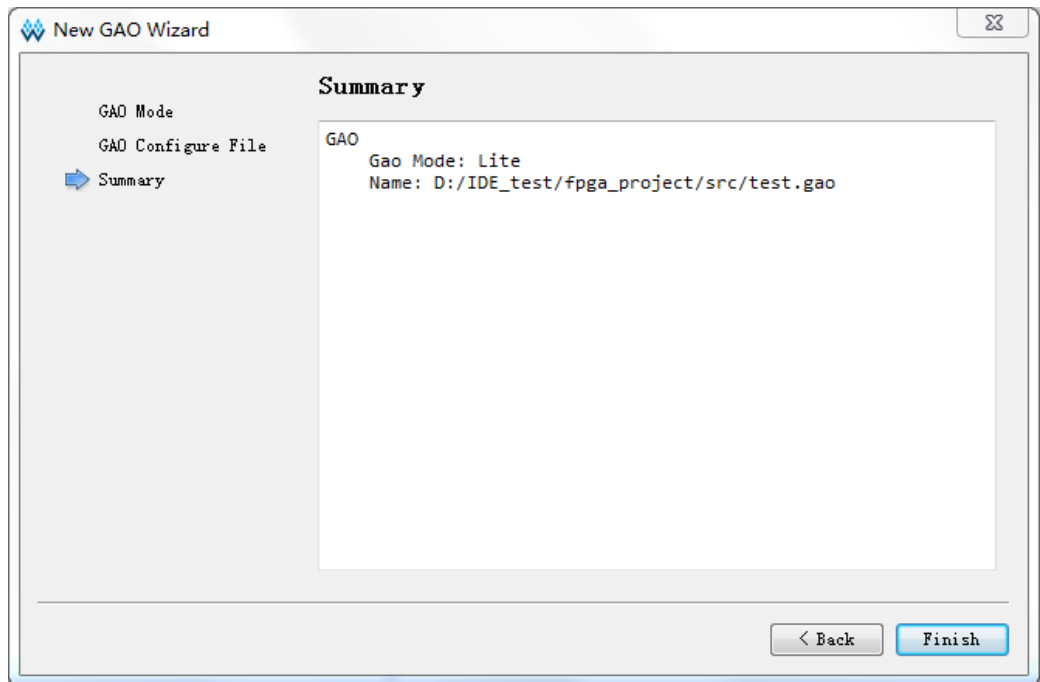 New GAO Wizard
GAO Mode
GAO Configure File
Summary
Summary
GAO
Gao Mode: Lite
Name: D:/IDE_test/fpga_project/src/test.gao
< Back
Finish